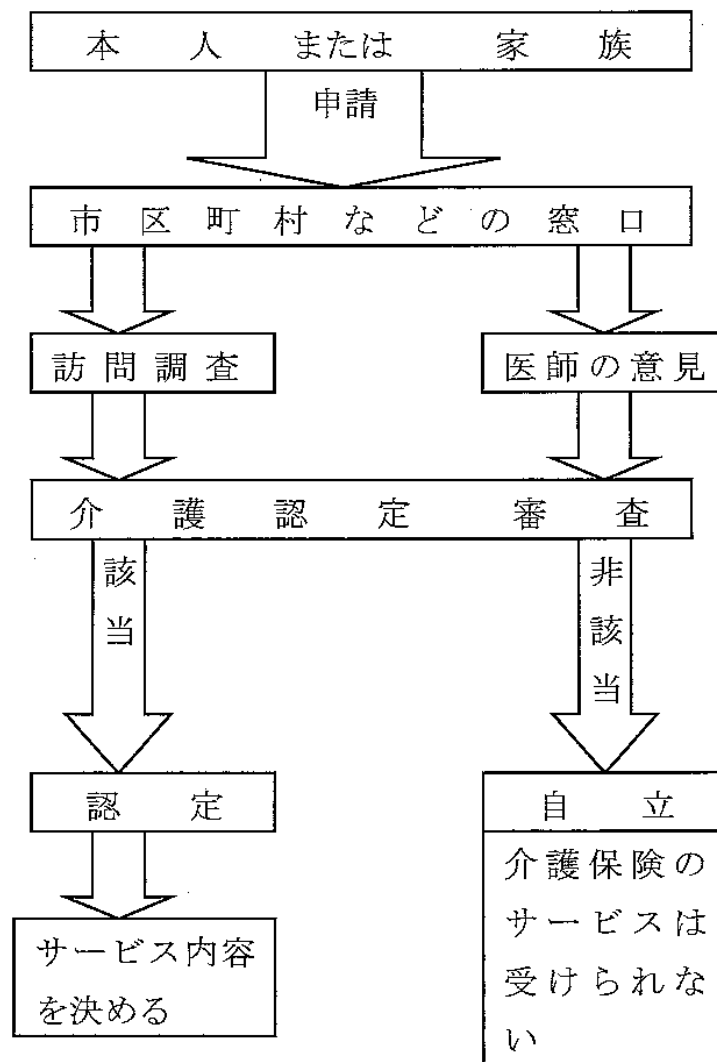 本人または家族
申請
市区町村などの窓口
訪問調査
医師の意見
介護認定審査
該当
非該当
認定
自立
サービス内容
を決める
介護保険の
サービスは
受けられな
い